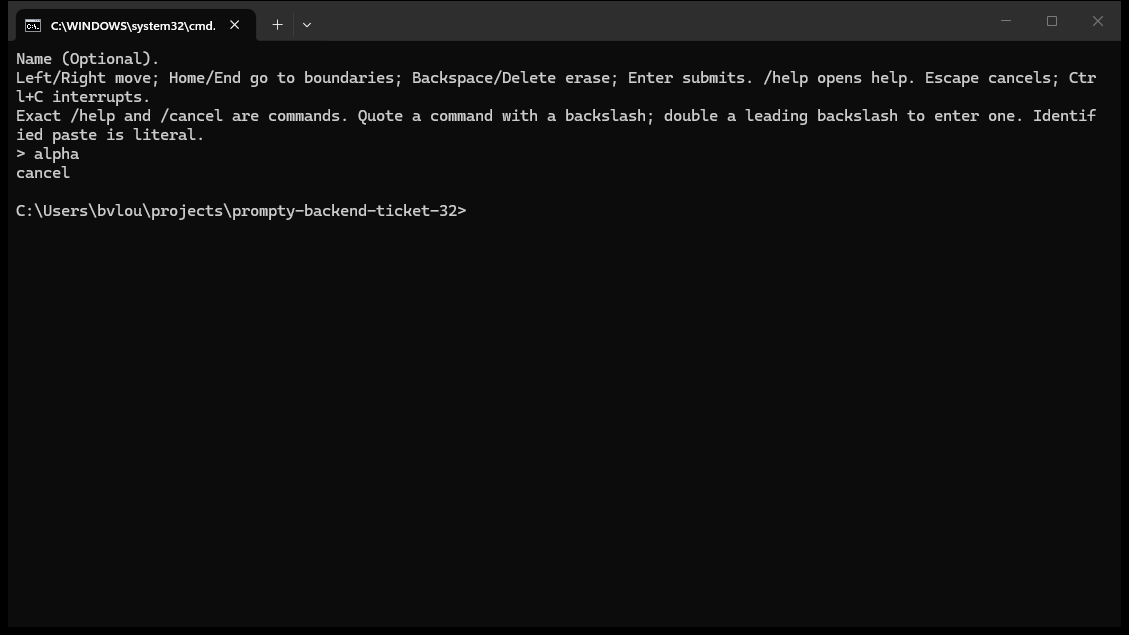 C:\WINDOWS\system32\cmd.
Name (Optional).
Left/Right move; Home/End go to boundaries; Backspace/Delete erase; Enter submits. /help opens help. Escape cancels; Ctr
l+C interrupts.
Exact /help and /cancel are commands. Quote a command with a backslash; double a leading backslash to enter one. Identif
ied paste is literal.
> alpha
cancel
C:\Users\bvlou\projects\prompty-backend-ticket-32>